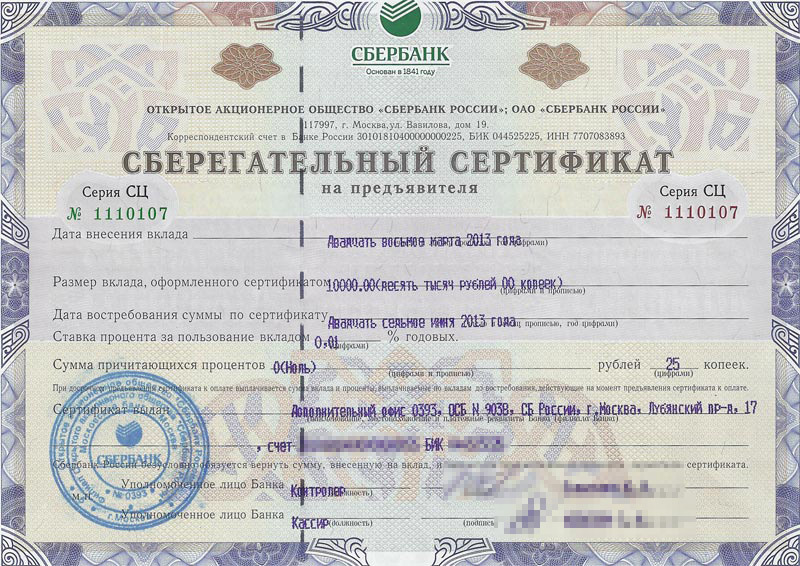 СБЕРБАНК
Основан в 1841 году
ОТКРЫТОЕ АКЦИОНЕРНОЕ ОБЩЕСТВО «СБЕРБАНК РОССИИ»; ОАО «СБЕРБАНК РОССИИ»
117997, г. Москва, ул. Вавилова, дом 19.
Корреспондентский счет в Банке России 30101810400000000225, БИК 044525225, ИНН 7707083893
СБЕРЕГАТЕЛЬНЫЙ СЕРТИФИКАТ
на предъявителя
Серия СЦ Серия СЦ
№ 1110107 № 1110107
Дата внесения вклада Двадцать восьмое марта 2013 года
цифрами)
Размер вклада, оформленного сертификатом 10000.00(десять тысяч рублей 00 копеек)
(цифрами и прописью)
Дата востребования суммы по сертификату Двадцать седьмое июня 2013 года
прописью, год цифрами)
Ставка процента за пользование вкладом 0,01 % годовых.
(цифрами)
Сумма причитающихся процентов 0(Ноль) рублей 25 копеек.
(цифрами и прописью) (цифрами)
При досрочном предъявлении сертификата к оплате выплачивается сумма вклада и проценты, выплачиваемые по вкладам до востребования, действующие на момент предъявления сертификата к оплате.
Сертификат выдан Дополнительный офис 0393, ОСБ N 9038, СБ России, г.Москва, Лубянский пр-д, 17
(наименование, местонахождение и платежные реквизиты Банка (филиала Банка)
, счет БИК
Сбербанк России безусловно обязуется вернуть сумму, внесенную на вклад, и сертификата.
Уполномоченное лицо Банка Контролер
М.П. (должность)
Уполномоченное лицо Банка Кассир (должность) (подпись)
СБЕРБАНК
№ 0393
г. Москва